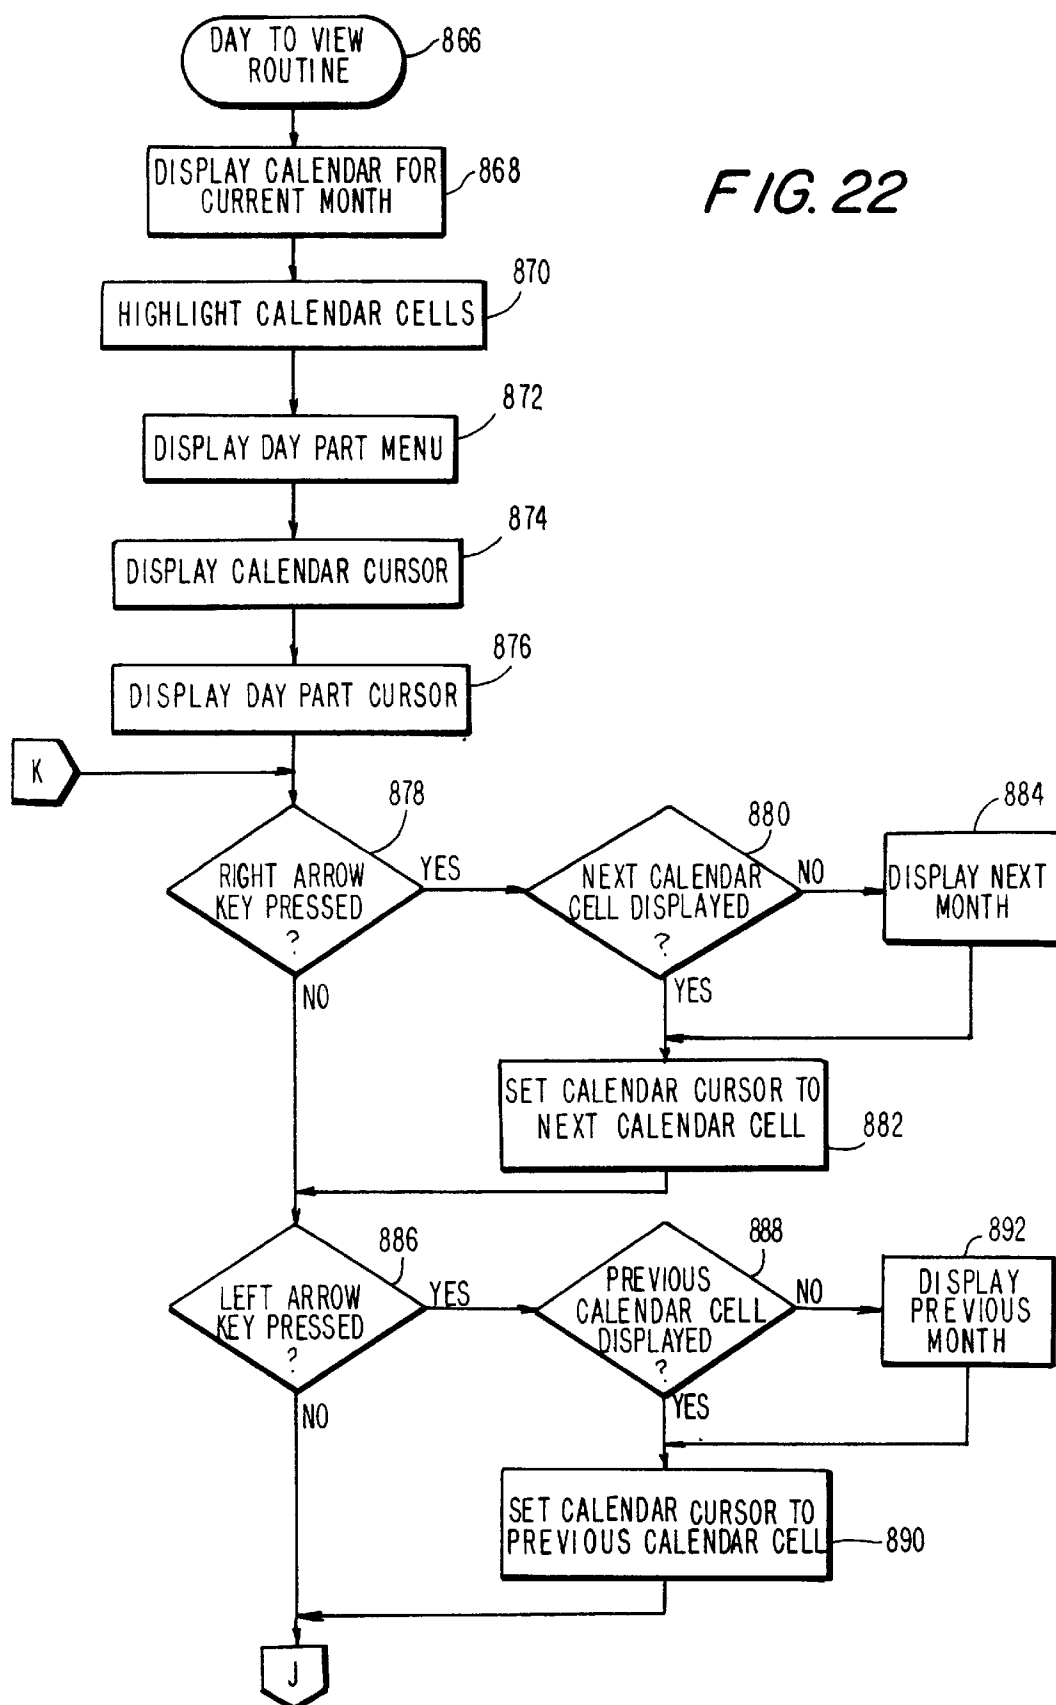 DAY TO VIEW
ROUTINE
866
DISPLAY CALENDAR FOR
CURRENT MONTH
868
FIG. 22
870
HIGHLIGHT CALENDAR CELLS
872
DISPLAY DAY PART MENU
874
DISPLAY CALENDAR CURSOR
876
DISPLAY DAY PART CURSOR
K
878
RIGHT ARROW
KEY PRESSED
?
YES
NO
880
NEXT CALENDAR
CELL DISPLAYED
?
NO
YES
884
DISPLAY NEXT
MONTH
SET CALENDAR CURSOR TO
NEXT CALENDAR CELL
882
886
LEFT ARROW
KEY PRESSED
?
YES
NO
888
PREVIOUS
CALENDAR CELL
DISPLAYED
?
NO
YES
892
DISPLAY
PREVIOUS
MONTH
SET CALENDAR CURSOR TO
PREVIOUS CALENDAR CELL
890
J